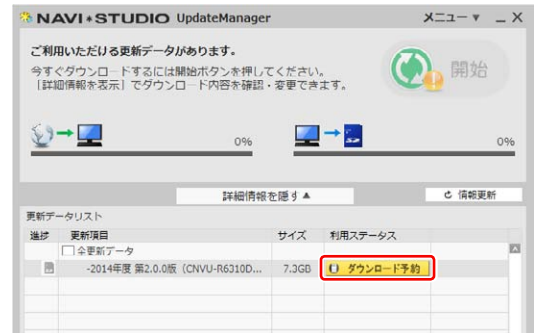 NAVI*STUDIO UpdateManager メニュー ▼ _ X
ご利用いただける更新データがあります。
今すぐダウンロードするには開始ボタンを押してください。
[詳細情報を表示] でダウンロード内容を確認・変更できます。
開始
0%
0%
詳細情報を隠す▲
情報更新
更新データリスト
進捗 更新項目 サイズ 利用ステータス
全更新データ
-2014年度 第2.0.0版 (CNVU-R6310D... 7.3GB ダウンロード予約